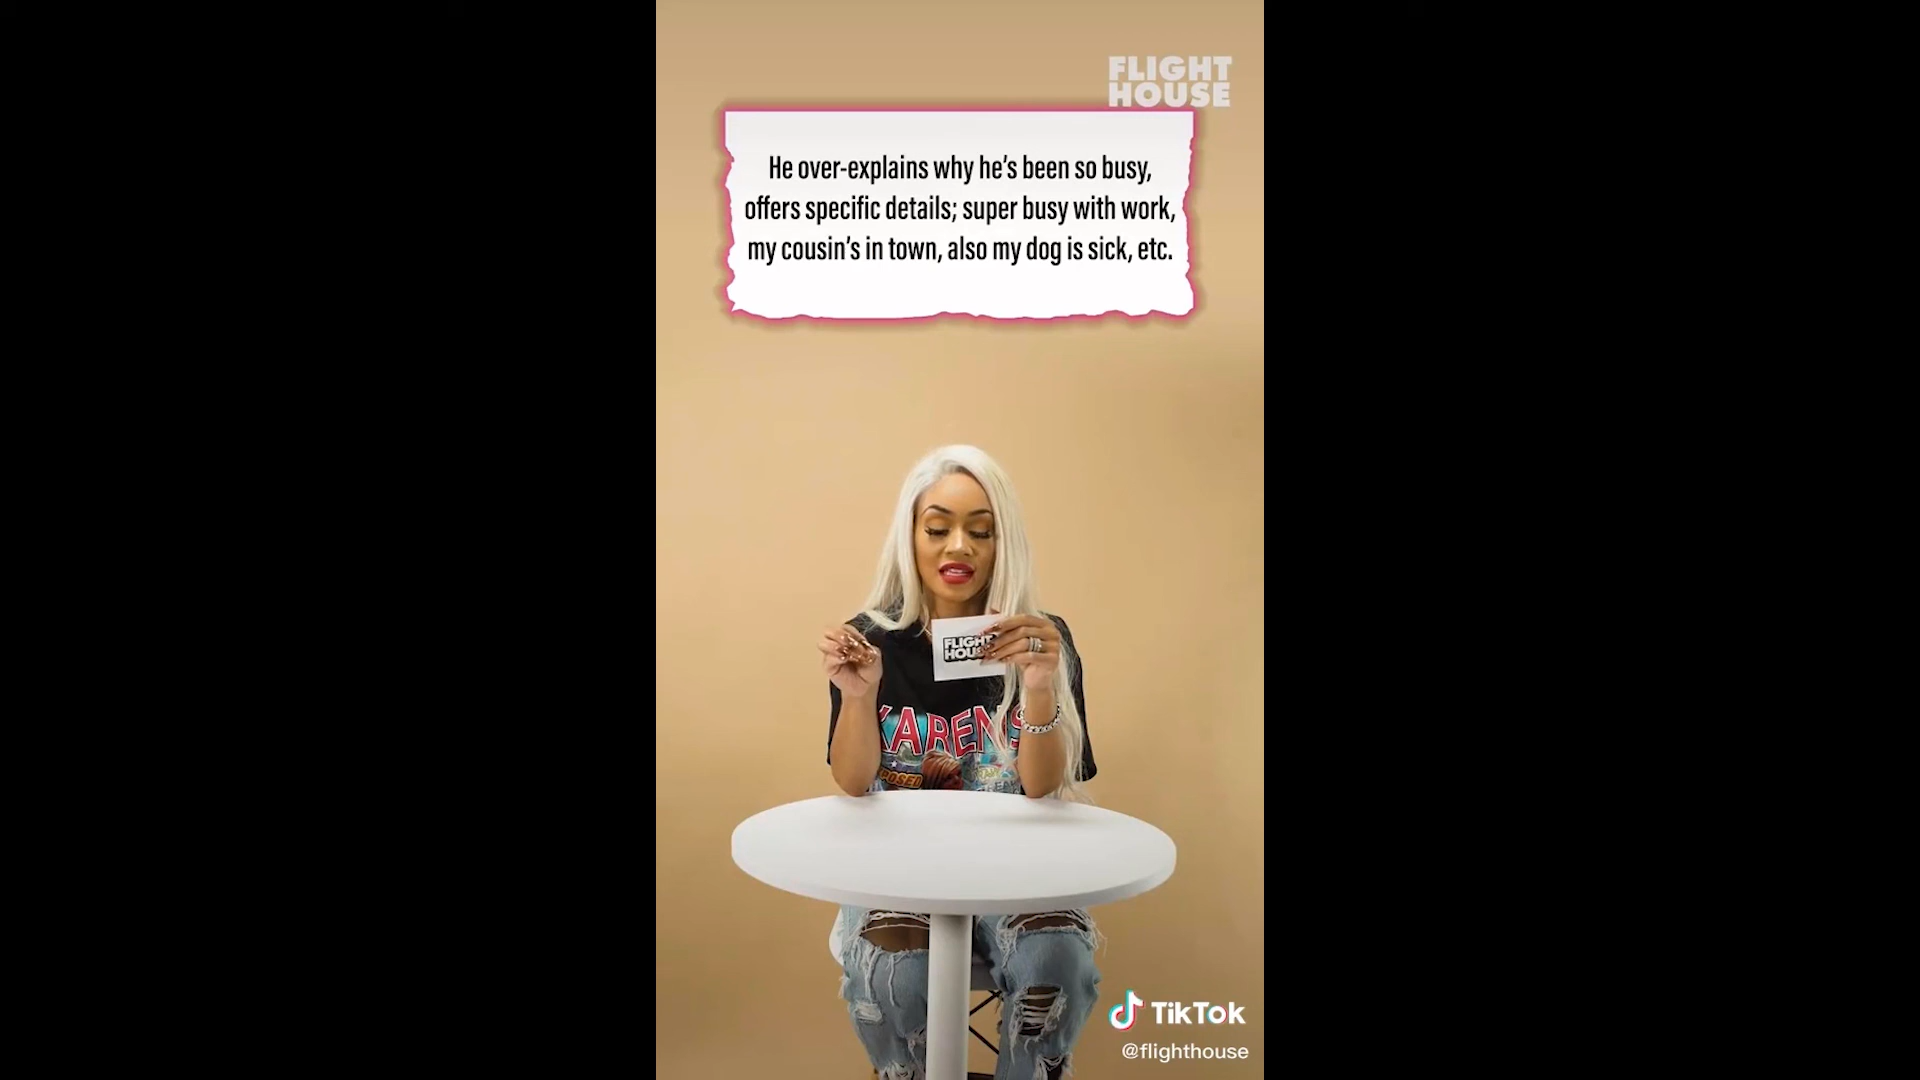 FLIGHT
HOUSE
He over-explains why he's been so busy,
offers specific details; super busy with work,
my cousin's in town, also my dog is sick, etc.
FLIGHT
KARENS
TikTok
@flighthouse